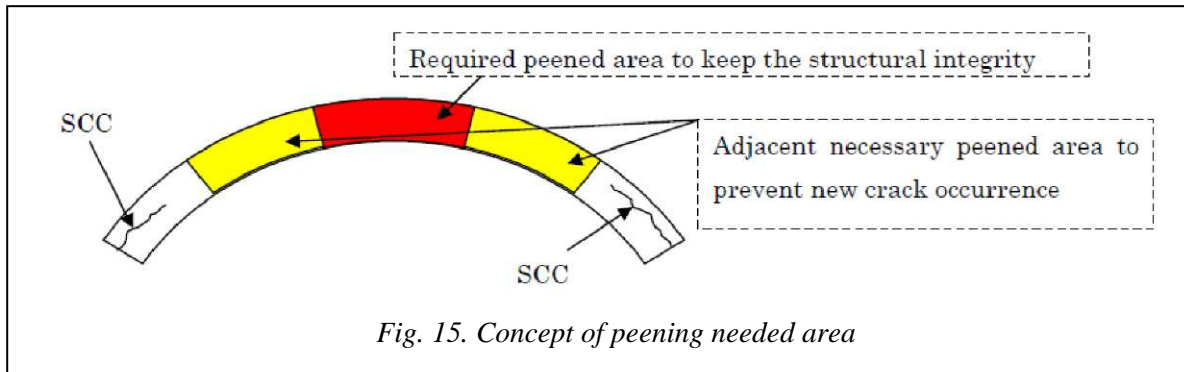 Required peened area to keep the structural integrity
SCC
Adjacent necessary peened area to
prevent new crack occurrence
SCC
Fig. 15. Concept of peening needed area